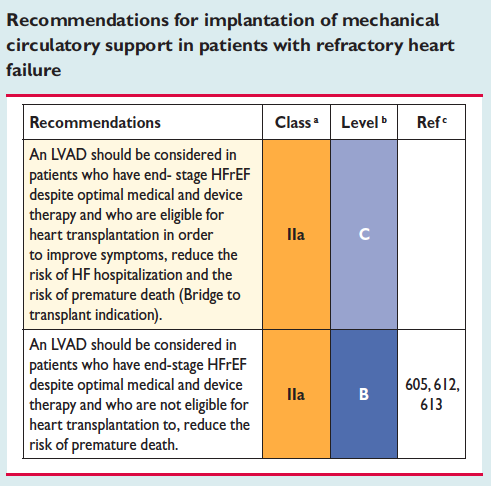 Recommendations for implantation of mechanical
circulatory support in patients with refractory heart
failure
Recommendations Class a Level b Ref c
An LVAD should be considered in
patients who have end- stage HFrEF
despite optimal medical and device
therapy and who are eligible for
heart transplantation in order
to improve symptoms, reduce the
risk of HF hospitalization and the
risk of premature death (Bridge to
transplant indication).
IIa
C
An LVAD should be considered in
patients who have end-stage HFrEF
despite optimal medical and device
therapy and who are not eligible for
heart transplantation to, reduce the
risk of premature death.
IIa
B
605, 612,
613